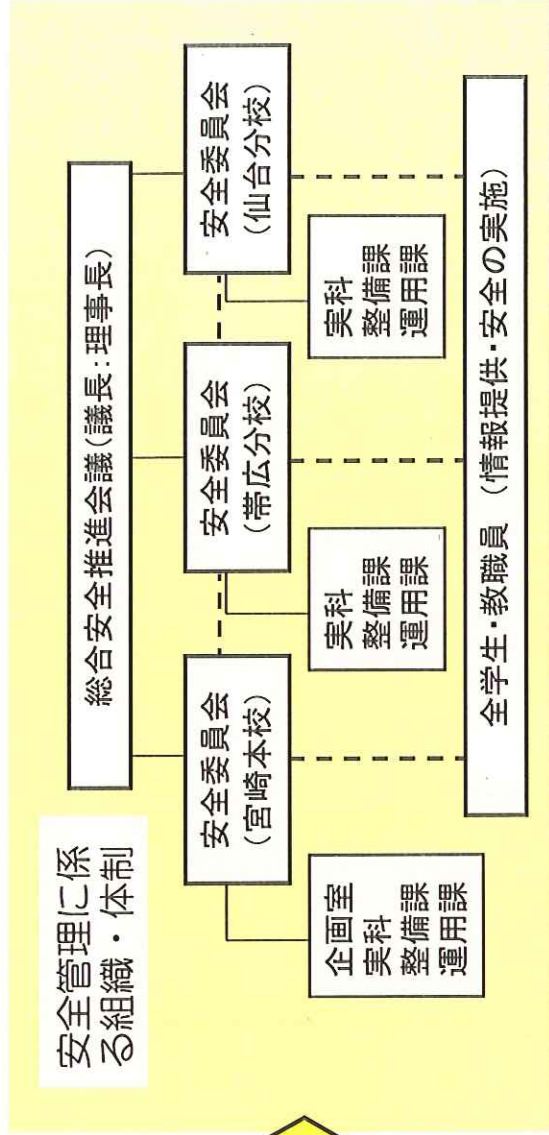 安全管理に係
る組織・体制
総合安全推進会議(議長:理事長)
安全委員会
(宮崎本校)
安全委員会
(帯広分校)
安全委員会
(仙台分校)
企画室
実科
整備課
運用課
実科
整備課
運用課
実科
整備課
運用課
全学生・教職員 (情報提供・安全の実施)